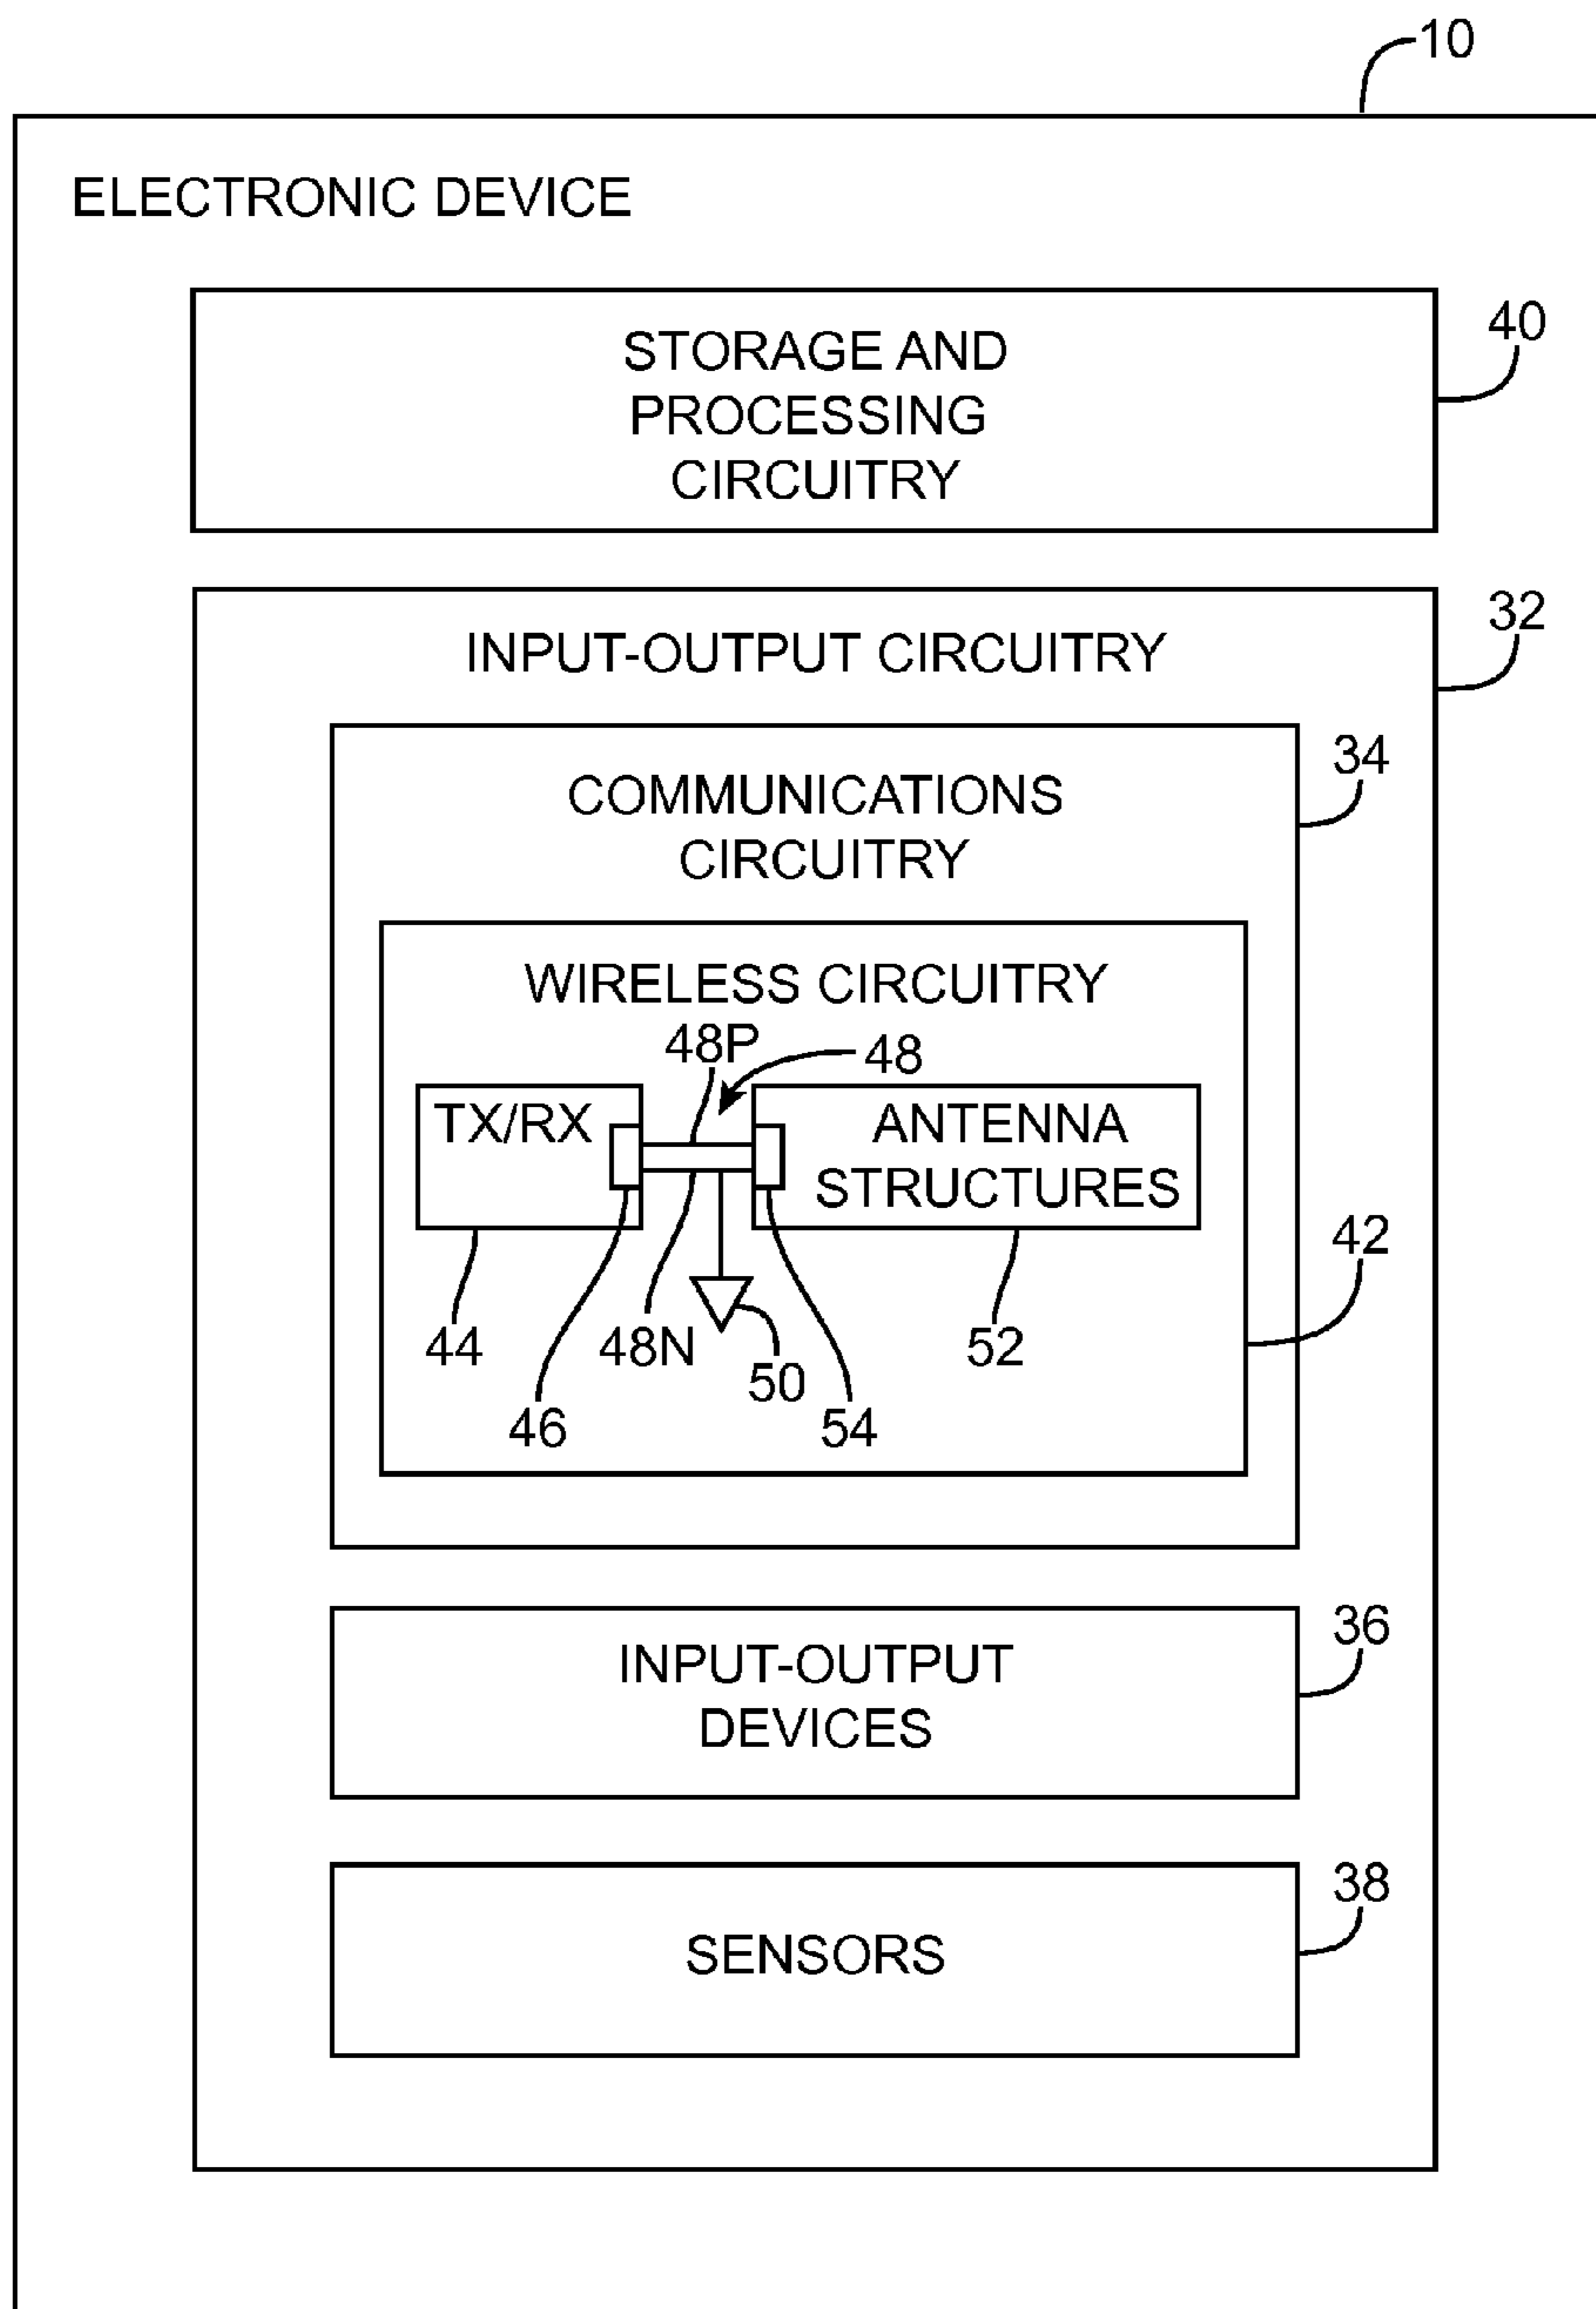 10
ELECTRONIC DEVICE
40
STORAGE AND
PROCESSING
CIRCUITRY
32
INPUT-OUTPUT CIRCUITRY
34
COMMUNICATIONS
CIRCUITRY
WIRELESS CIRCUITRY
48P
48
TX/RX
ANTENNA
STRUCTURES
42
44
48N
52
50
46
54
36
INPUT-OUTPUT
DEVICES
38
SENSORS